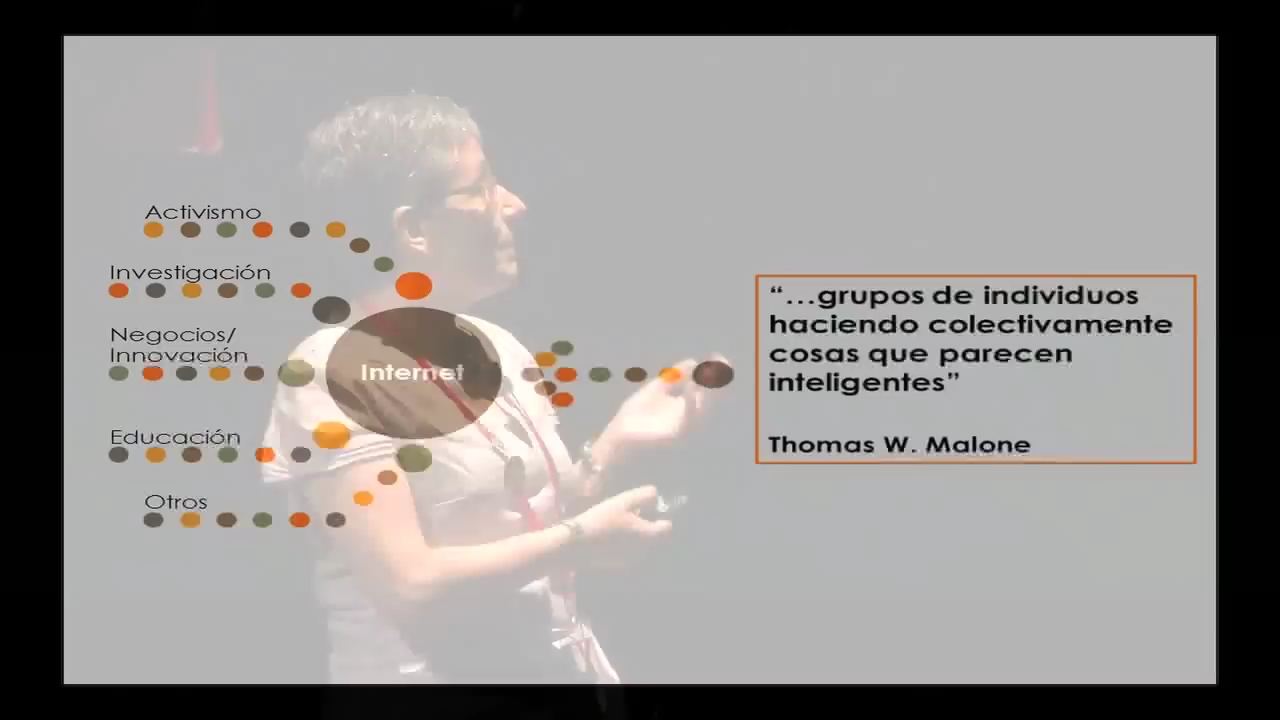 Activismo
Investigación
Negocios/
Innovación
Internet
Educación
Otros
“…grupos de individuos
haciendo colectivamente
cosas que parecen
inteligentes”
Thomas W. Malone